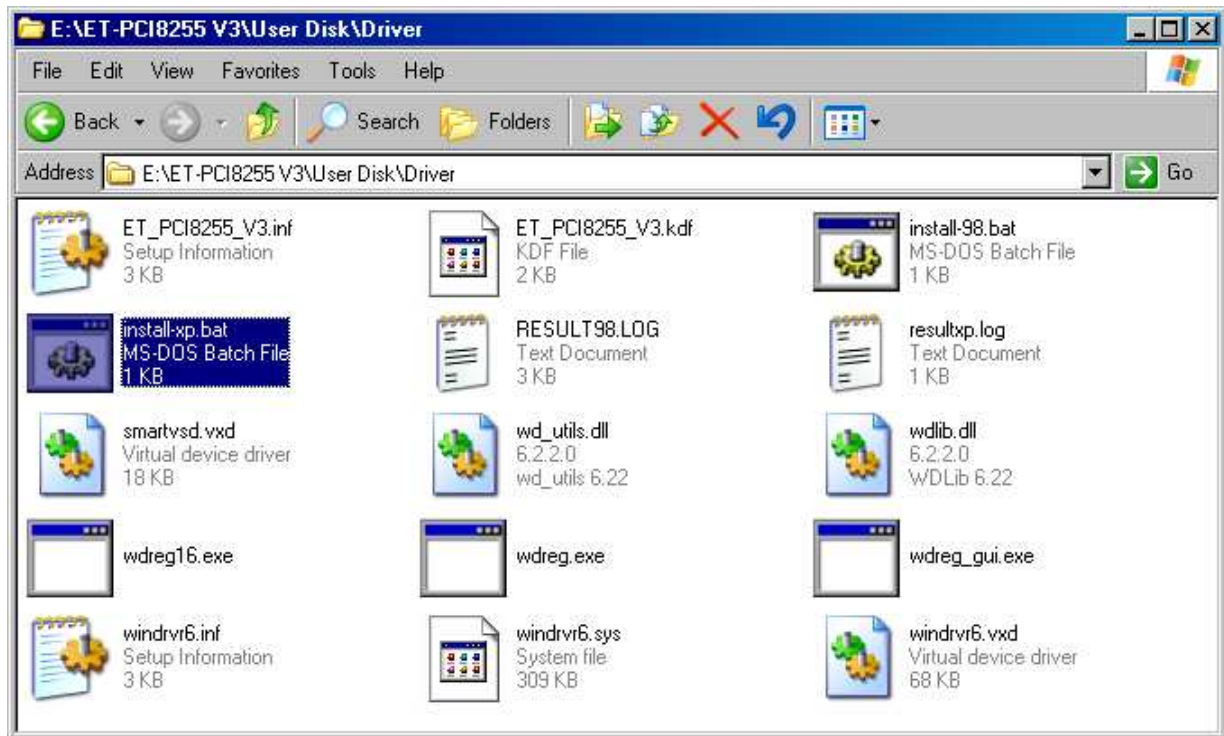 E:\ET-PCI8255 V3\User Disk\Driver
File Edit View Favorites Tools Help
Back Search Folders
Address E:\ET-PCI8255 V3\User Disk\Driver Go
ET_PCI8255_V3.inf
Setup Information
3 KB
ET_PCI8255_V3.kdf
KDF File
2 KB
install-98.bat
MS-DOS Batch File
1 KB
install-xp.bat
MS-DOS Batch File
1 KB
RESULT98.LOG
Text Document
3 KB
resultxp.log
Text Document
1 KB
smartvsd.vxd
Virtual device driver
18 KB
wd_utils.dll
6.2.2.0
wd_utils 6.22
wdlib.dll
6.2.2.0
WDLib 6.22
wdreg16.exe
wdreg.exe
wdreg_gui.exe
windrvr6.inf
Setup Information
3 KB
windrvr6.sys
System file
309 KB
windrvr6.vxd
Virtual device driver
68 KB